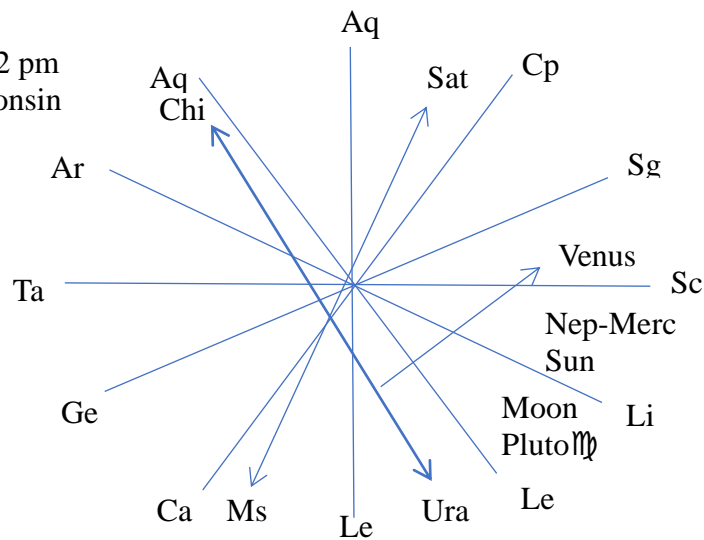 Aq
2 pm
onsin
Aq
Chi
Sat
Cp
Ar
Sg
Venus
Ta
Sc
Nep-Merc
Sun
Ge
Moon
Pluto♍
Li
Ca
Ms
Le
Ura
Le